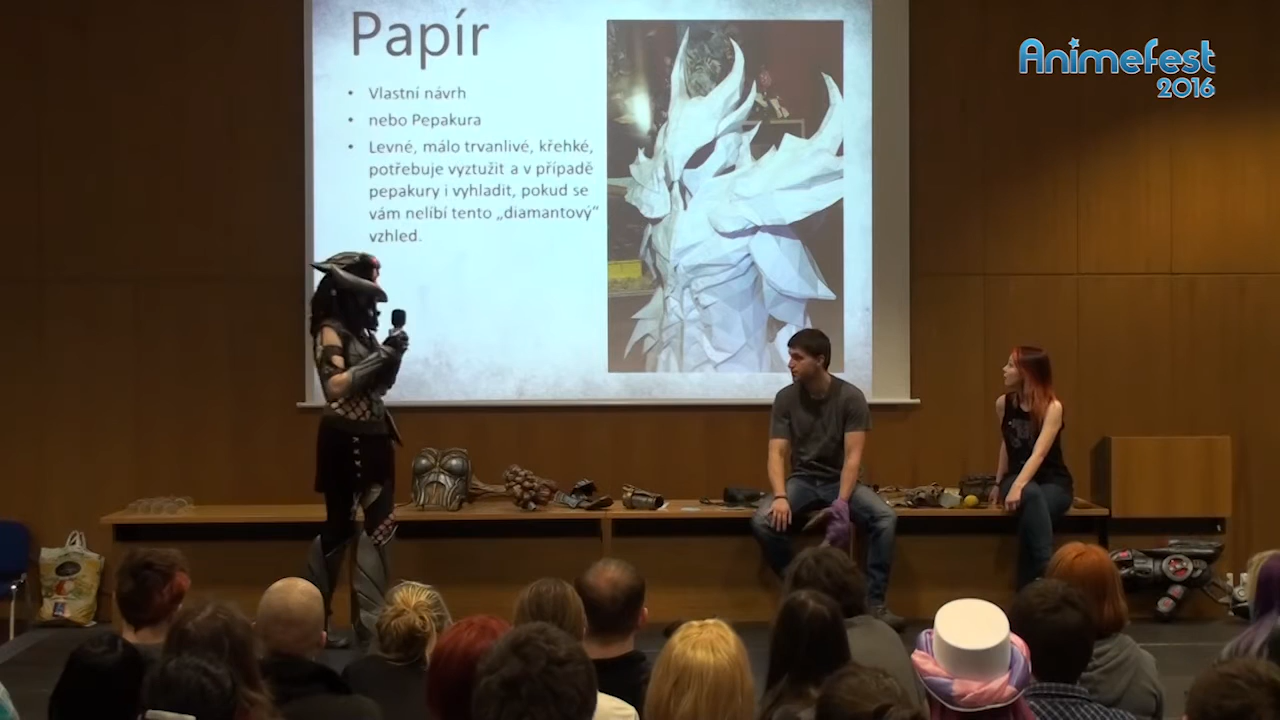 Papír
AnimeFest
2016
• Vlastní návrh
• nebo Pepakura
• Levné, málo trvanlivé, křehké,
potřebuje vyztužit a v případě
pepakury i vyhladit, pokud se
vám nelíbí tento „diamantový"
vzhled.